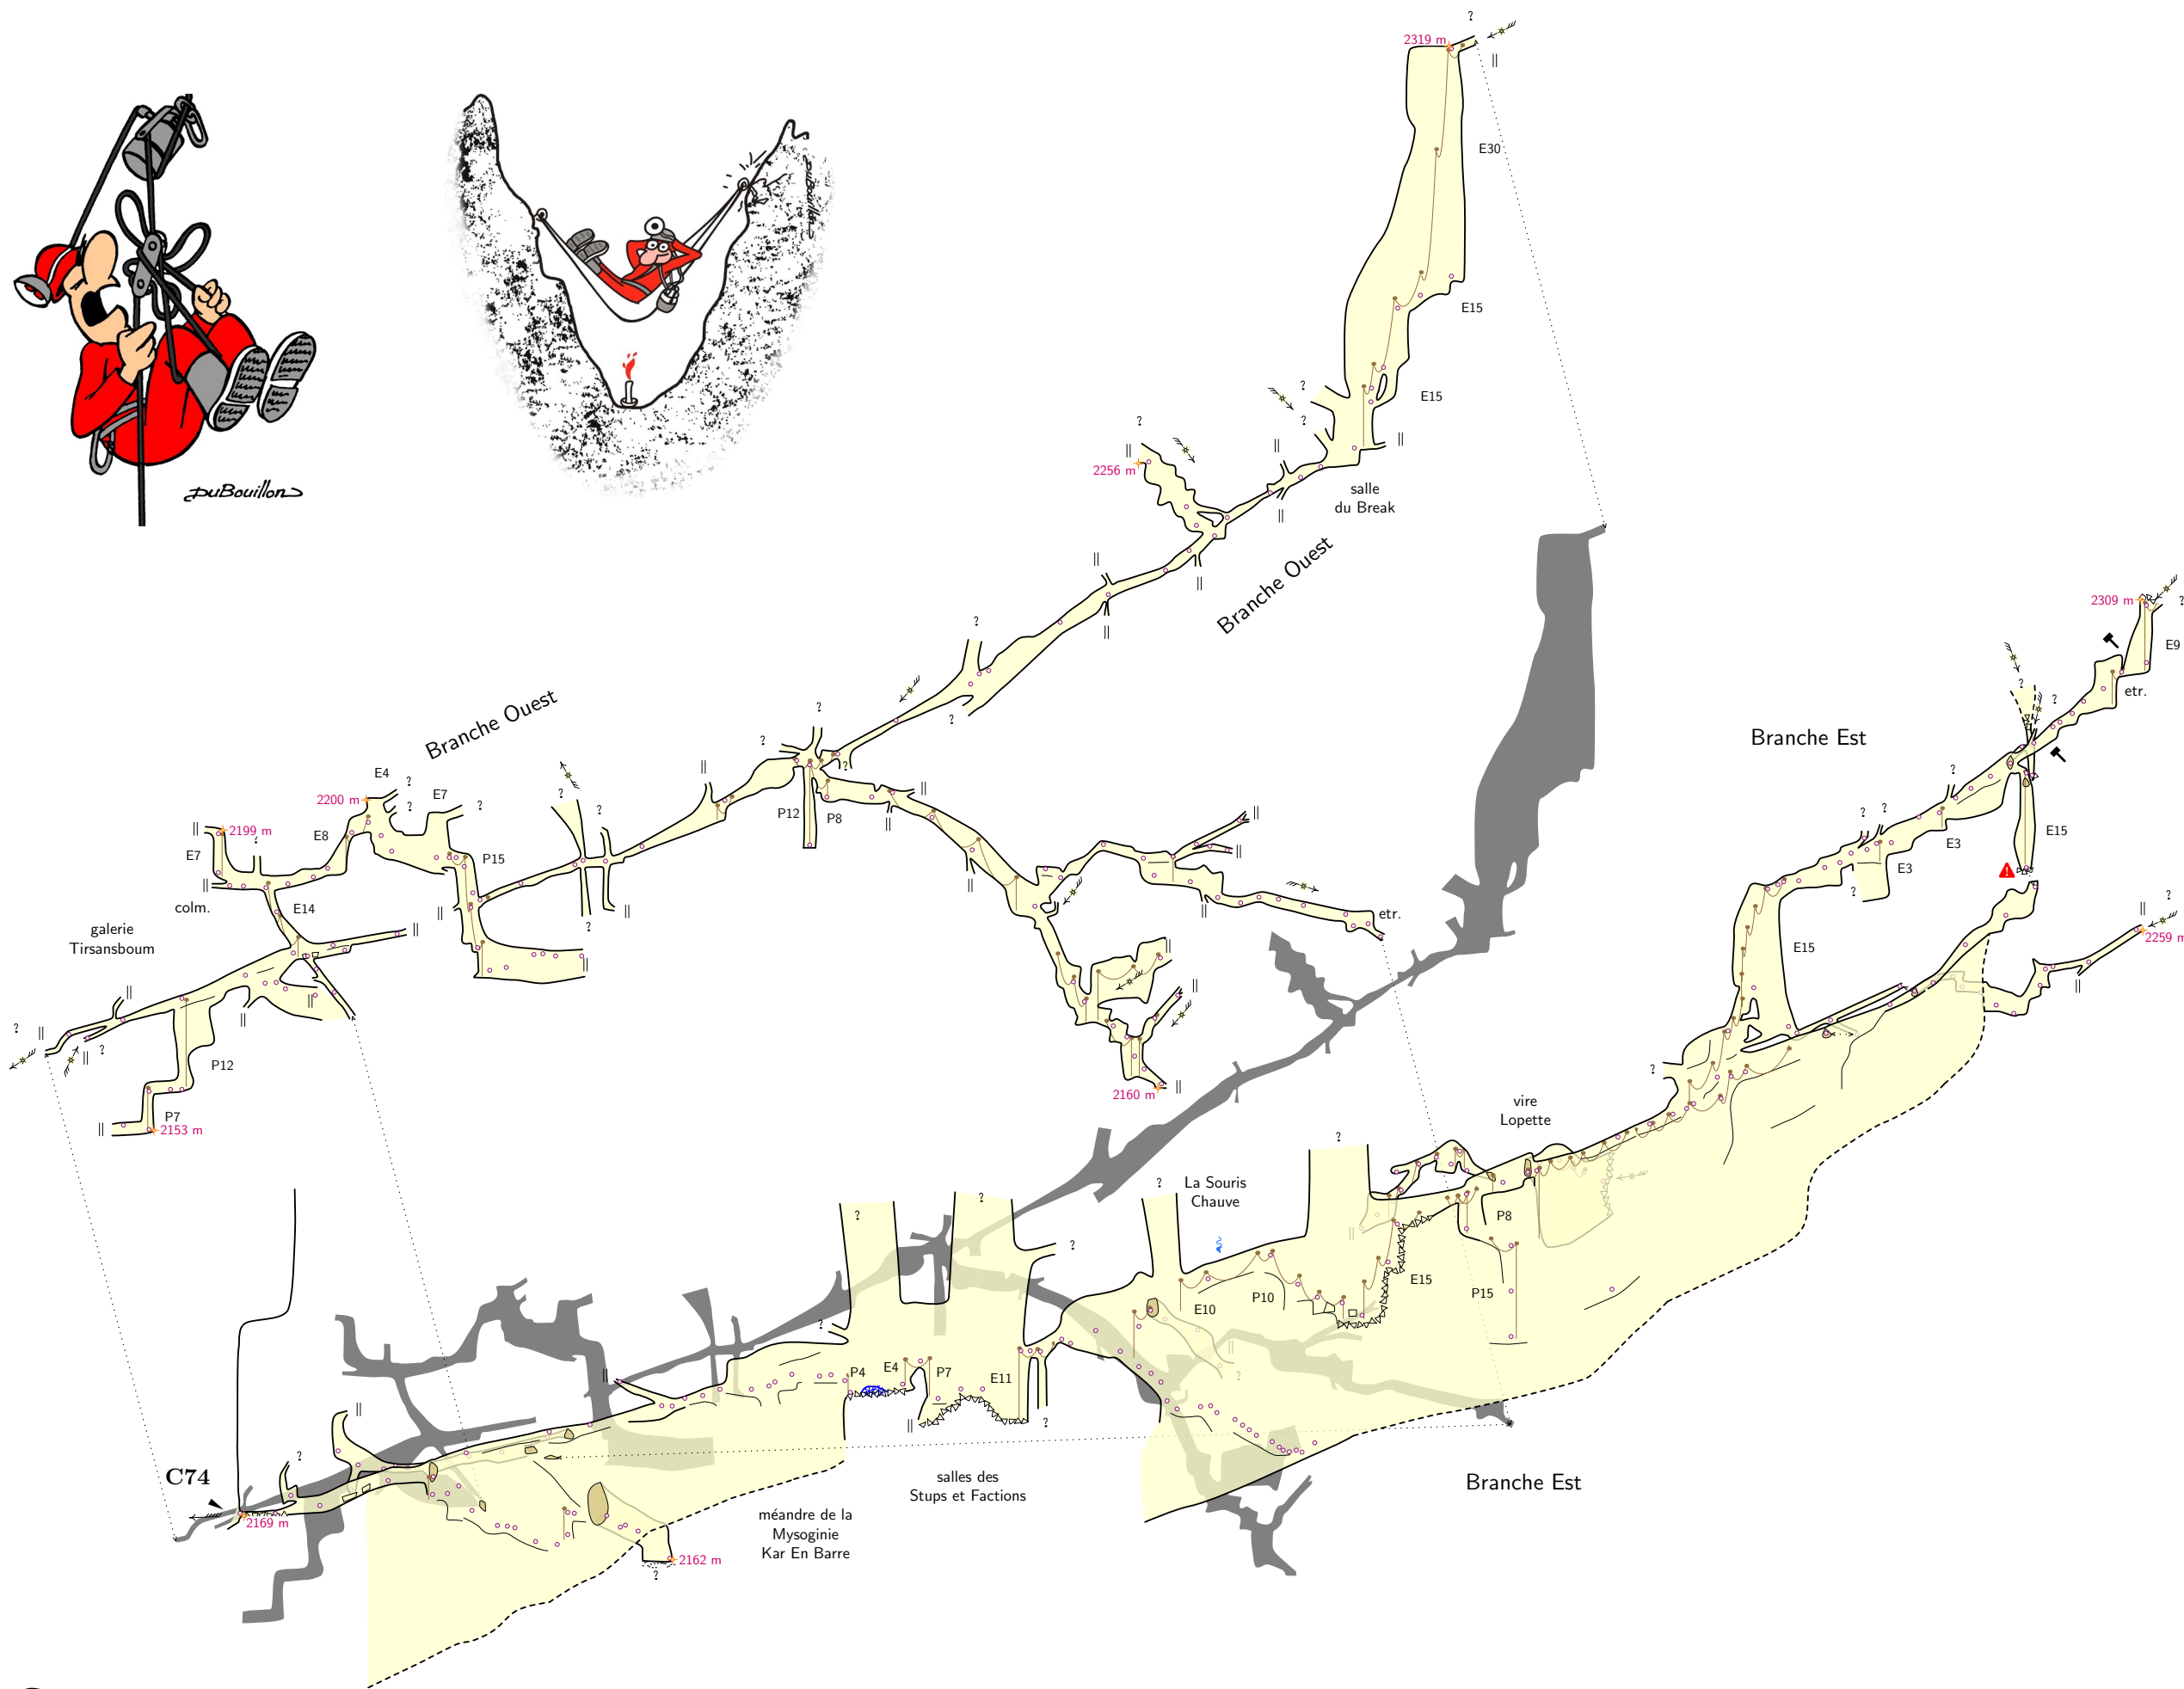 ?
2319 m
||
E30
DuBouillon
DuBouillon
E15
?
E15
?
?
||
||
||
2256 m
salle
du Break
||
||
||
Branche Ouest
||
?
2309 m
?
E9
?
||
?
etr.
?
Branche Ouest
?
?
Branche Est
?
E4
?
||
?
?
2200 m
?
E7
?
?
?
||
||
?
?
P12
P8
||
2199 m
||
E8
?
E15
E7
P15
||
E3
E3
||
||
?
colm.
E14
||
||
||
etr.
?
||
galerie
Tirsansboum
||
?
2259 m
||
||
E15
||
||
||
||
||
?
||
||
?
P12
2160 m
||
?
P7
||
2153 m
vire
Lopette
?
La Souris
Chauve
?
?
?
P8
||
?
E15
P15
E10
P10
?
||
?
P4
E4
P7
E11
||
||
?
||
?
C74
salles des
Stups et Factions
Branche Est
2169 m
méandre de la
Mysoginie
Kar En Barre
2162 m
?